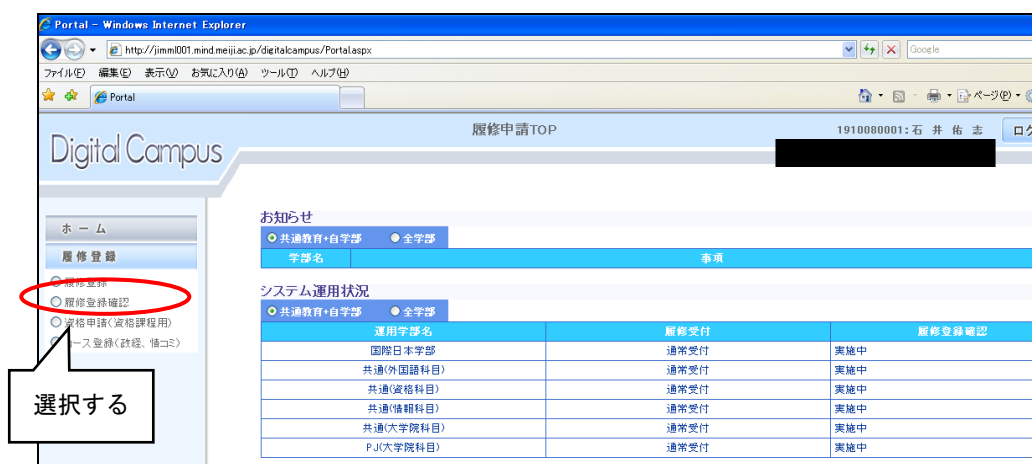 Portal - Windows Internet Explorer
http://jimml001.mind.meiji.ac.jp/digitalcampus/Portal.aspx
Google
ファイル(F) 編集(E) 表示(V) お気に入り(A) ツール(T) ヘルプ(H)
Portal
ページ(P)
Digital Campus
履修申請TOP
1910080001:石 井 佑 志
ログ
ホーム
履修登録
履修登録
履修登録確認
資格申請(資格課程用)
コース登録(政経、情コミ)
選択する
お知らせ
共通教育+自学部 全学部
学部名 事項
システム運用状況
共通教育+自学部 全学部
運用学部名 履修受付 履修登録確認
国際日本学部 通常受付 実施中
共通(外国語科目) 通常受付 実施中
共通(資格科目) 通常受付 実施中
共通(情報科目) 通常受付 実施中
共通(大学院科目) 通常受付 実施中
PJ(大学院科目) 通常受付 実施中